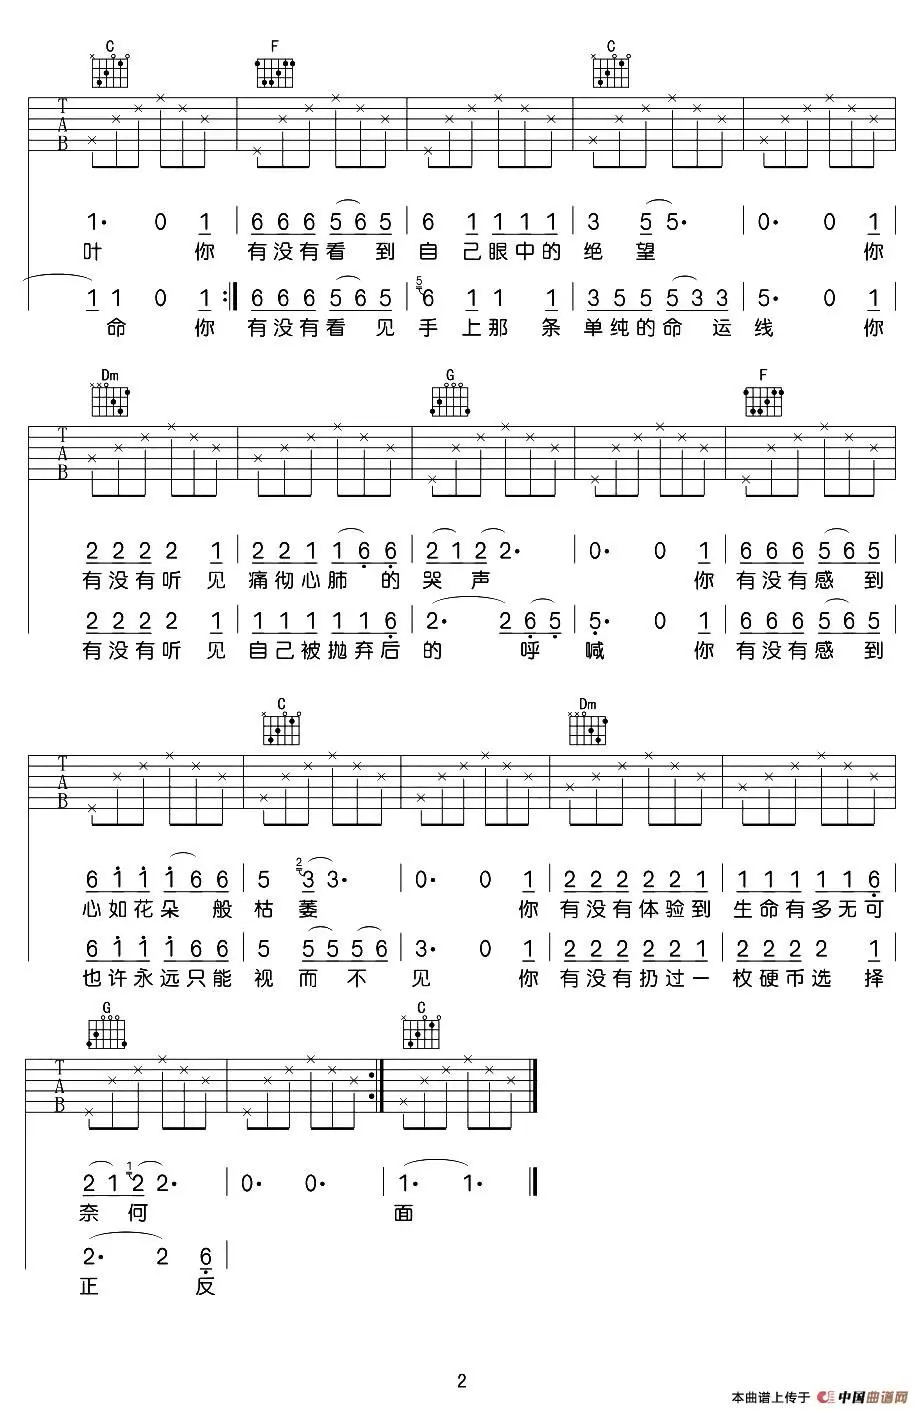 C F C
T
A
B
1· 0 1 | 6 6 6 5 6 5 | 6 1 1 1 1 | 3 5 5· | 0· 0 1
叶 你 有没有看到 自己眼中的 绝望 你
1 1 0 1 :‖ 6 6 6 5 6 5 | 5 6 1 1 1 | 3 5 5 5 3 3 | 5· 0 1
命 你 有没有看见 手上那条 单纯的命运线 你
Dm G F
T
A
B
2 2 2 2 1 | 2 2 1 1 6 6 | 2 1 2 2· | 0· 0 1 | 6 6 6 5 6 5
有没有听见 痛彻心肺的 哭声 你 有没有感到
2 2 2 2 1 | 1 1 1 1 1 6 | 2· 2 6 5 | 5· 0 1 | 6 6 6 5 6 5
有没有听见 自己被抛弃后的 呼喊 你 有没有感到
C Dm
T
A
B
6 1 1 1 6 6 | 5 2 3 3· | 0· 0 1 | 2 2 2 2 2 1 | 1 1 1 1 1 6
心如花朵般 枯萎 你 有没有体验到 生命有多无可
6 1 1 1 6 6 | 5 5 5 5 6 | 3· 0 1 | 2 2 2 2 2 1 | 2 2 2 2 1
也许永远只能 视而不见 你 有没有扔过一 枚硬币选择
G C
T
A
B
2 1 1 2 2· | 0· 0· | 1· 1· ‖
奈何 面
2· 2 6 |
正 反
2
本曲谱上传于 中国曲谱网